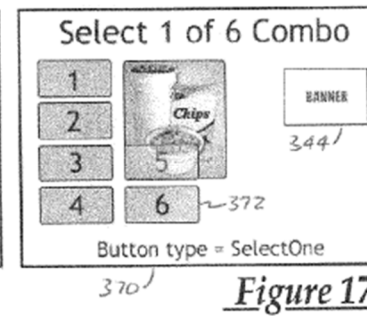 Select 1 of 6 Combo
1
2
3
4
Chips
5
6
BANNER
344
372
Button type = SelectOne
370
Figure 17